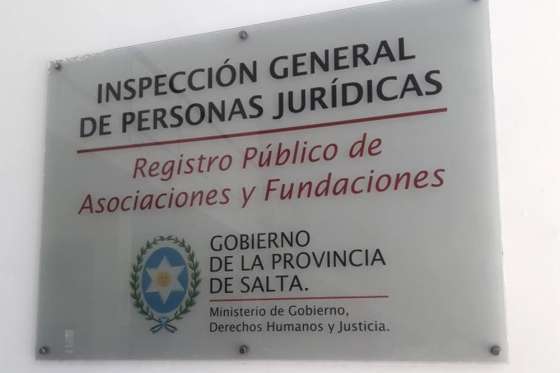 INSPECCIÓN GENERAL
DE PERSONAS JURÍDICAS
Registro Público de
Asociaciones y Fundaciones
GOBIERNO
DE LA PROVINCIA
DE SALTA.
Ministerio de Gobierno,
Derechos Humanos y Justicia.